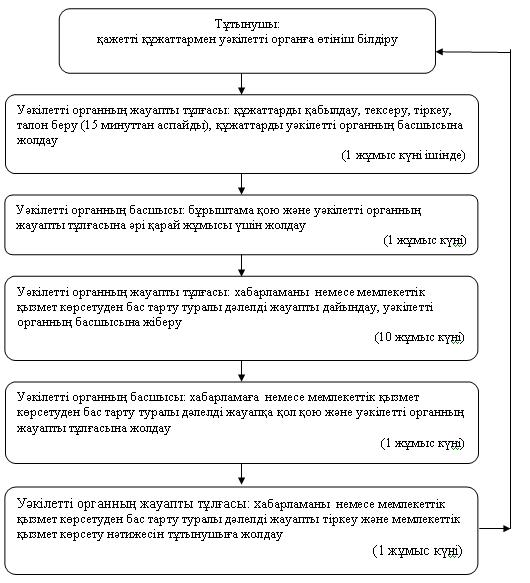 Тұтынушы:
қажетті құжаттармен уәкілетті органға өтініш білдіру
Уәкілетті органның жауапты тұлғасы: құжаттарды қабылдау, тексеру, тіркеу,
талон беру (15 минуттан аспайды), құжаттарды уәкілетті органның басшысына
жолдау
(1 жұмыс күні ішінде)
Уәкілетті органның басшысы: бұрыштама қою және уәкілетті органның
жауапты тұлғасына әрі қарай жұмысы үшін жолдау
(1 жұмыс күні)
Уәкілетті органның жауапты тұлғасы: хабарламаны немесе мемлекеттік
қызмет көрсетуден бас тарту туралы дәлелді жауапты дайындау, уәкілетті
органның басшысына жіберу
(10 жұмыс күні)
Уәкілетті органның басшысы: хабарламаға немесе мемлекеттік қызмет
көрсетуден бас тарту туралы дәлелді жауапқа қол қою және уәкілетті органның
жауапты тұлғасына жолдау
(1 жұмыс күні)
Уәкілетті органның жауапты тұлғасы: хабарламаны немесе мемлекеттік
қызмет көрсетуден бас тарту туралы дәлелді жауапты тіркеу және мемлекеттік
қызмет көрсету нәтижесін тұтынушыға жолдау
(1 жұмыс күні)